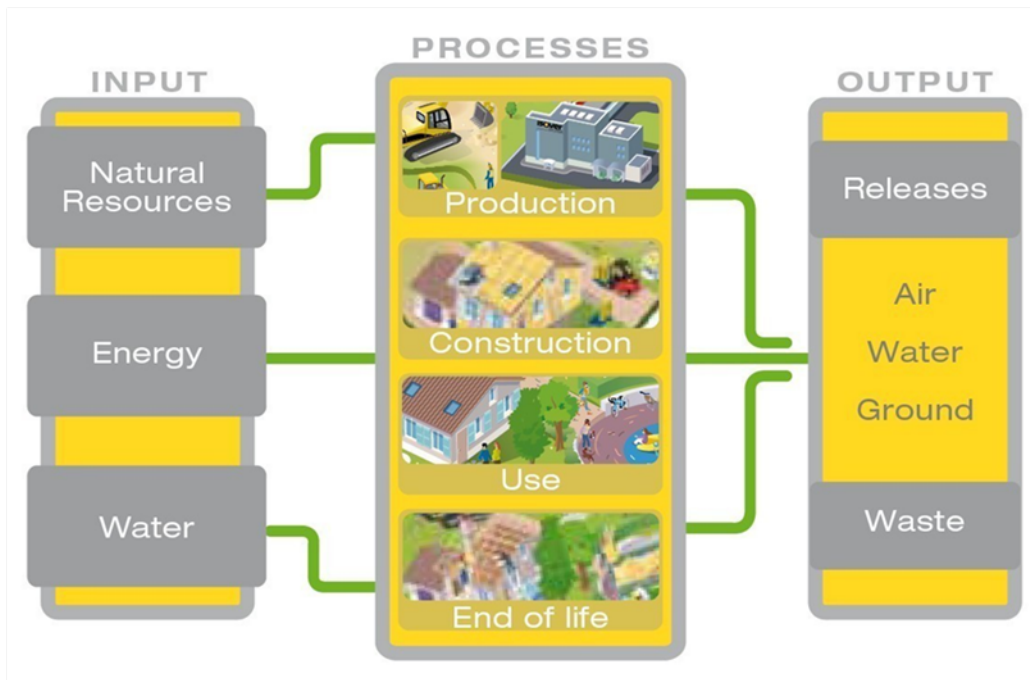 INPUT
Natural
Resources
Energy
Water
PROCESSES
Production
Construction
Use
End of life
OUTPUT
Releases
Air
Water
Ground
Waste